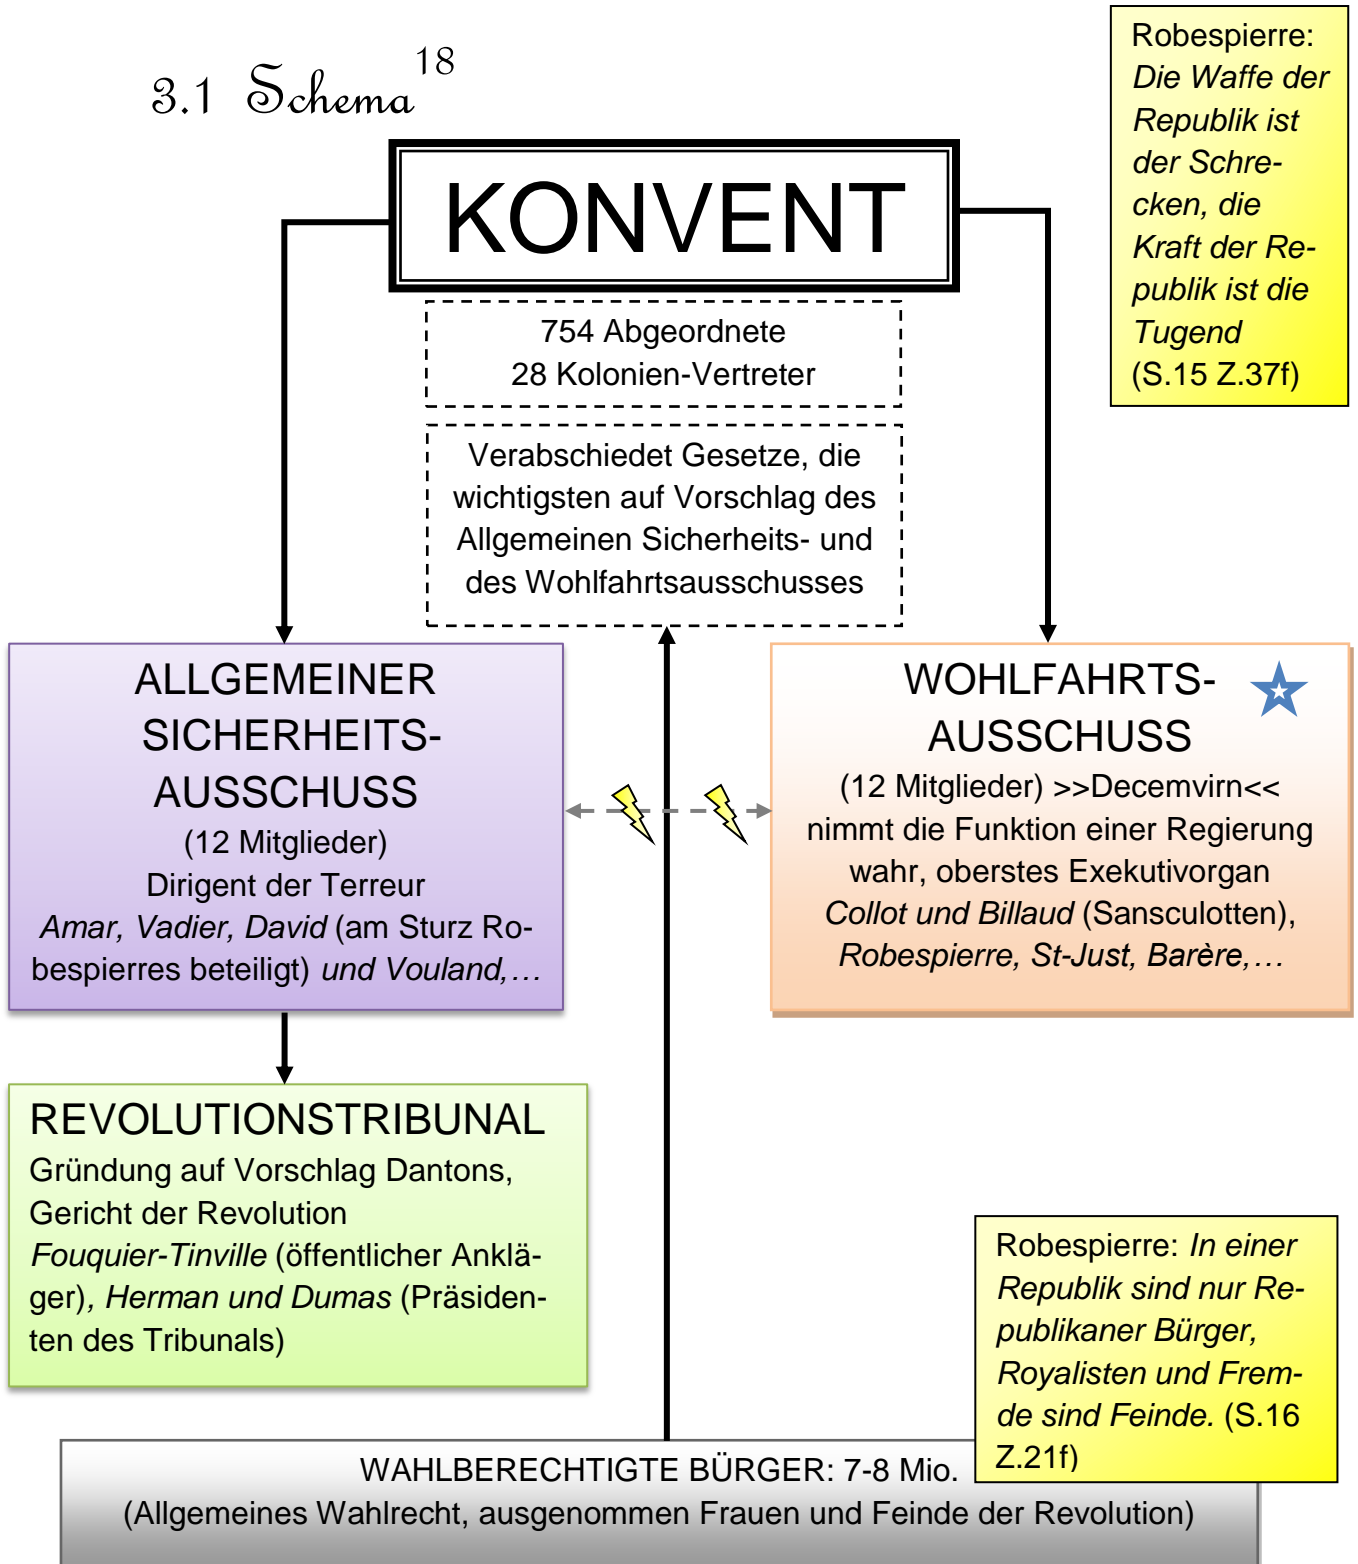 3.1 Schema 18
Robespierre:
Die Waffe der
Republik ist
der Schre-
cken, die
Kraft der Re-
publik ist die
Tugend
(S.15 Z.37f)
KONVENT
754 Abgeordnete
28 Kolonien-Vertreter
Verabschiedet Gesetze, die
wichtigsten auf Vorschlag des
Allgemeinen Sicherheits- und
des Wohlfahrtsausschusses
ALLGEMEINER
SICHERHEITS-
AUSSCHUSS
(12 Mitglieder)
Dirigent der Terreur
Amar, Vadier, David (am Sturz Ro-
bespierres beteiligt) und Vouland,…
WOHLFAHRTS-
AUSSCHUSS
(12 Mitglieder) >>Decemvirn<<
nimmt die Funktion einer Regierung
wahr, oberstes Exekutivorgan
Collot und Billaud (Sansculotten),
Robespierre, St-Just, Barère,…
REVOLUTIONSTRIBUNAL
Gründung auf Vorschlag Dantons,
Gericht der Revolution
Fouquier-Tinville (öffentlicher Anklä-
ger), Herman und Dumas (Präsiden-
ten des Tribunals)
Robespierre: In einer
Republik sind nur Re-
publikaner Bürger,
Royalisten und Frem-
de sind Feinde. (S.16
Z.21f)
WAHLBERECHTIGTE BÜRGER: 7-8 Mio.
(Allgemeines Wahlrecht, ausgenommen Frauen und Feinde der Revolution)